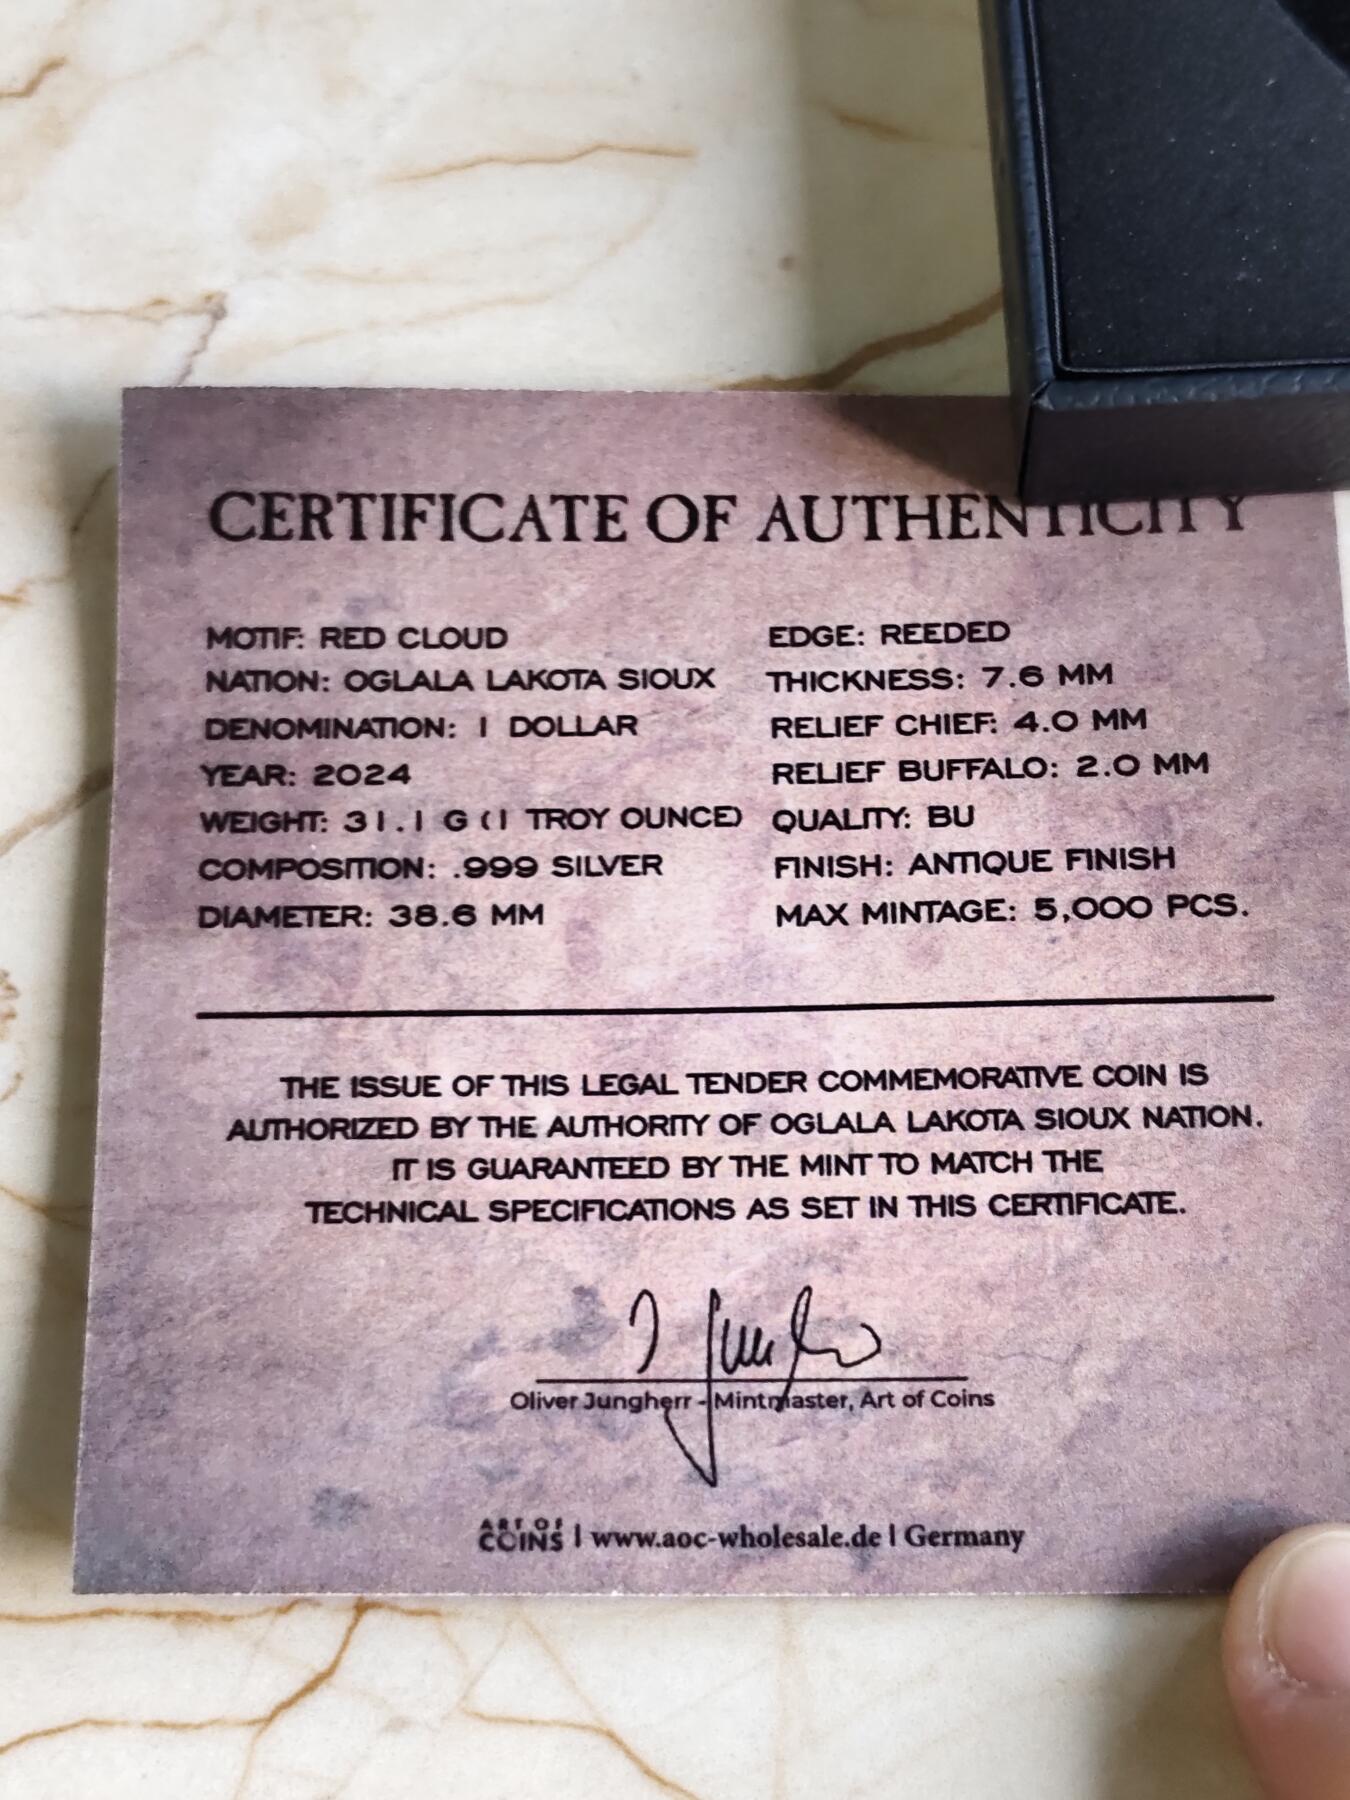 CERTIFICATE OF AUTHENTICITY
MOTIF: RED CLOUD
NATION: OGLALA LAKOTA SIOUX
DENOMINATION: 1 DOLLAR
YEAR: 2024
WEIGHT: 31.1 G (1 TROY OUNCE)
COMPOSITION: .999 SILVER
DIAMETER: 38.6 MM
EDGE: REEDED
THICKNESS: 7.6 MM
RELIEF CHIEF: 4.0 MM
RELIEF BUFFALO: 2.0 MM
QUALITY: BU
FINISH: ANTIQUE FINISH
MAX MINTAGE: 5,000 PCS.
THE ISSUE OF THIS LEGAL TENDER COMMEMORATIVE COIN IS
AUTHORIZED BY THE AUTHORITY OF OGLALA LAKOTA SIOUX NATION.
IT IS GUARANTEED BY THE MINT TO MATCH THE
TECHNICAL SPECIFICATIONS AS SET IN THIS CERTIFICATE.
Oliver Jungherr - Mintmaster, Art of Coins
ART OF COINS | www.aoc-wholesale.de | Germany